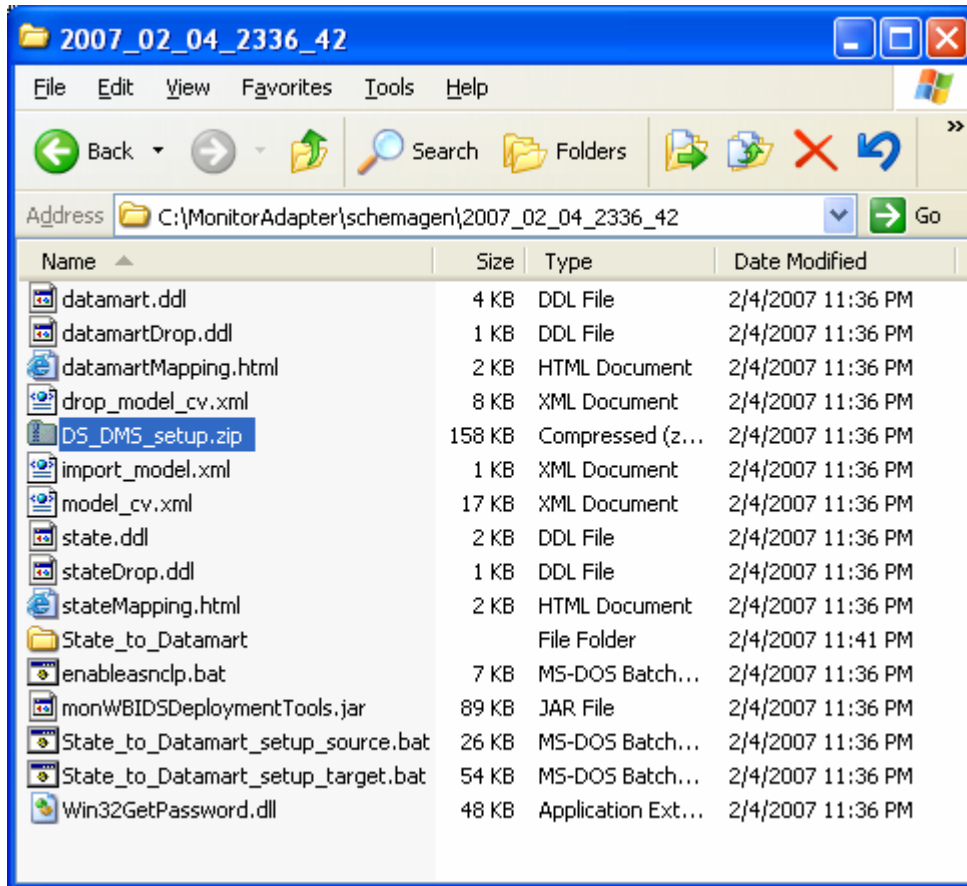 2007_02_04_2336_42
File Edit View Favorites Tools Help
Back Search Folders »
Address C:\MonitorAdapter\schemagen\2007_02_04_2336_42 Go
Name Size Type Date Modified
datamart.ddl 4 KB DDL File 2/4/2007 11:36 PM
datamartDrop.ddl 1 KB DDL File 2/4/2007 11:36 PM
datamartMapping.html 2 KB HTML Document 2/4/2007 11:36 PM
drop_model_cv.xml 8 KB XML Document 2/4/2007 11:36 PM
DS_DMS_setup.zip 158 KB Compressed (z... 2/4/2007 11:36 PM
import_model.xml 1 KB XML Document 2/4/2007 11:36 PM
model_cv.xml 17 KB XML Document 2/4/2007 11:36 PM
state.ddl 2 KB DDL File 2/4/2007 11:36 PM
stateDrop.ddl 1 KB DDL File 2/4/2007 11:36 PM
stateMapping.html 2 KB HTML Document 2/4/2007 11:36 PM
State_to_Datamart File Folder 2/4/2007 11:41 PM
enableasnclp.bat 7 KB MS-DOS Batch... 2/4/2007 11:36 PM
monWBIDSDeploymentTools.jar 89 KB JAR File 2/4/2007 11:36 PM
State_to_Datamart_setup_source.bat 26 KB MS-DOS Batch... 2/4/2007 11:36 PM
State_to_Datamart_setup_target.bat 54 KB MS-DOS Batch... 2/4/2007 11:36 PM
Win32GetPassword.dll 48 KB Application Ext... 2/4/2007 11:36 PM